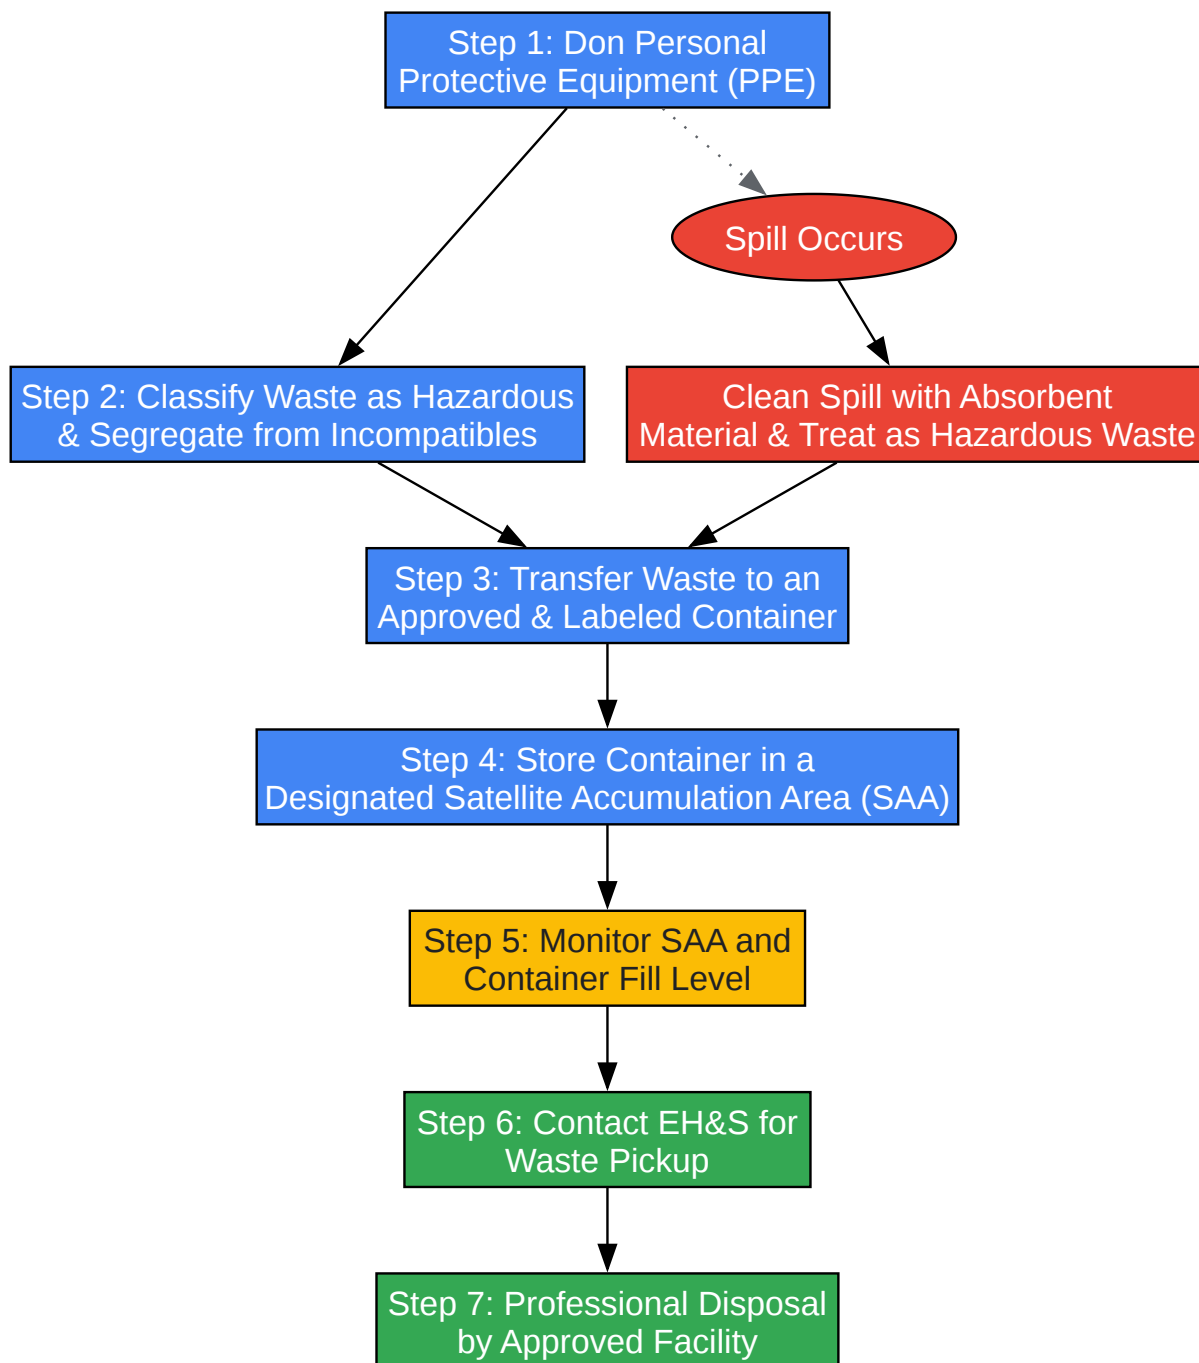 Step 1: Don Personal
Protective Equipment (PPE)
Spill Occurs
Step 2: Classify Waste as Hazardous
& Segregate from Incompatibles
Clean Spill with Absorbent
Material & Treat as Hazardous Waste
Step 3: Transfer Waste to an
Approved & Labeled Container
Step 4: Store Container in a
Designated Satellite Accumulation Area (SAA)
Step 5: Monitor SAA and
Container Fill Level
Step 6: Contact EH&S for
Waste Pickup
Step 7: Professional Disposal
by Approved Facility